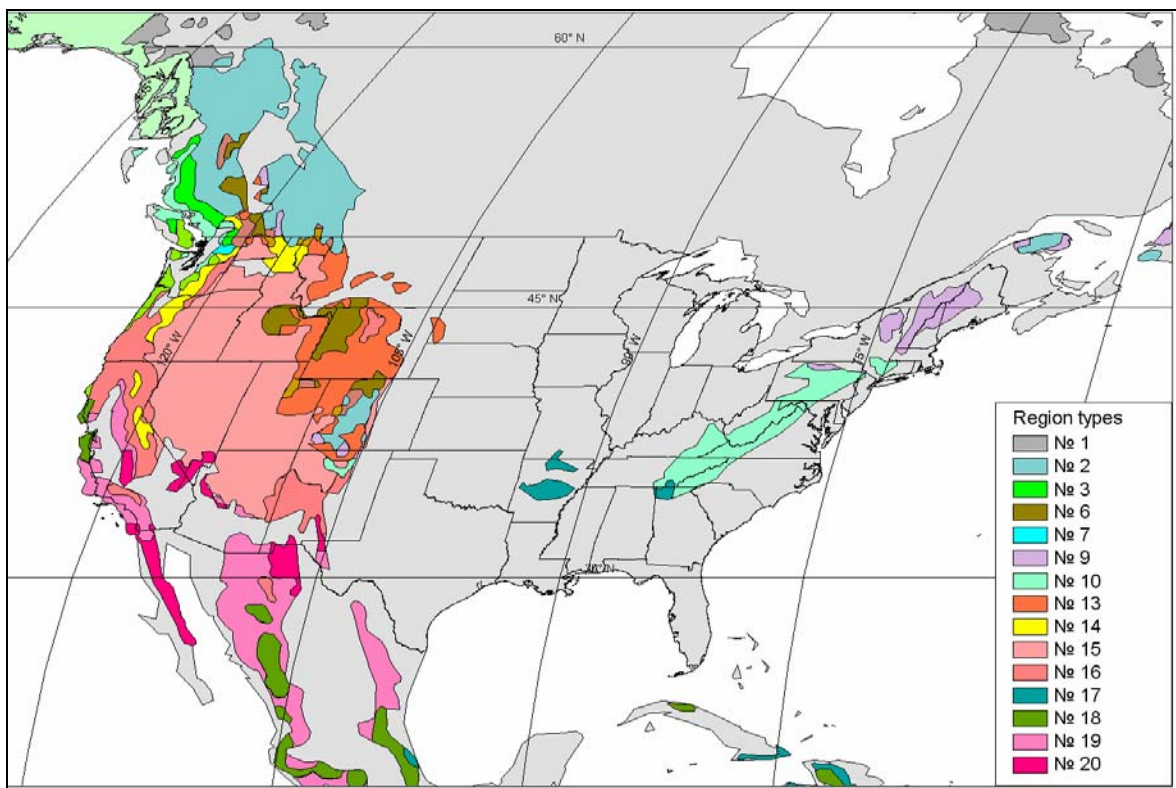 60° N
45° N
120° W
105° W
90° W
75° W
Region types
№ 1
№ 2
№ 3
№ 6
№ 7
№ 9
№ 10
№ 13
№ 14
№ 15
№ 16
№ 17
№ 18
№ 19
№ 20